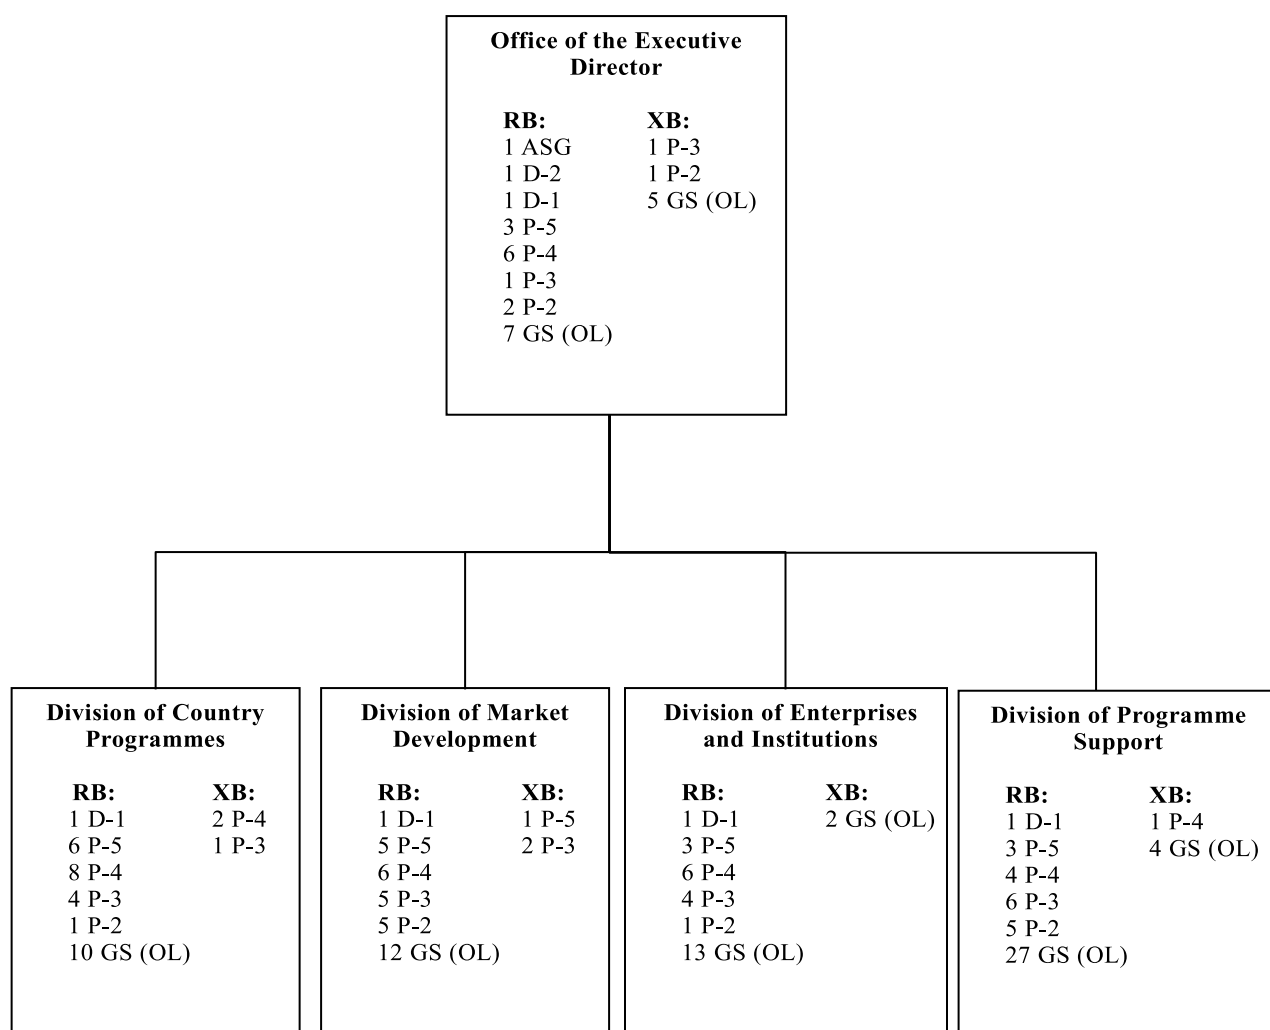 Office of the Executive
Director
RB:
1 ASG
1 D-2
1 D-1
3 P-5
6 P-4
1 P-3
2 P-2
7 GS (OL)
XB:
1 P-3
1 P-2
5 GS (OL)
Division of Country
Programmes
RB:
1 D-1
6 P-5
8 P-4
4 P-3
1 P-2
10 GS (OL)
XB:
2 P-4
1 P-3
Division of Market
Development
RB:
1 D-1
5 P-5
6 P-4
5 P-3
5 P-2
12 GS (OL)
XB:
1 P-5
2 P-3
Division of Enterprises
and Institutions
RB:
1 D-1
3 P-5
6 P-4
4 P-3
1 P-2
13 GS (OL)
XB:
2 GS (OL)
Division of Programme
Support
RB:
1 D-1
3 P-5
4 P-4
6 P-3
5 P-2
27 GS (OL)
XB:
1 P-4
4 GS (OL)